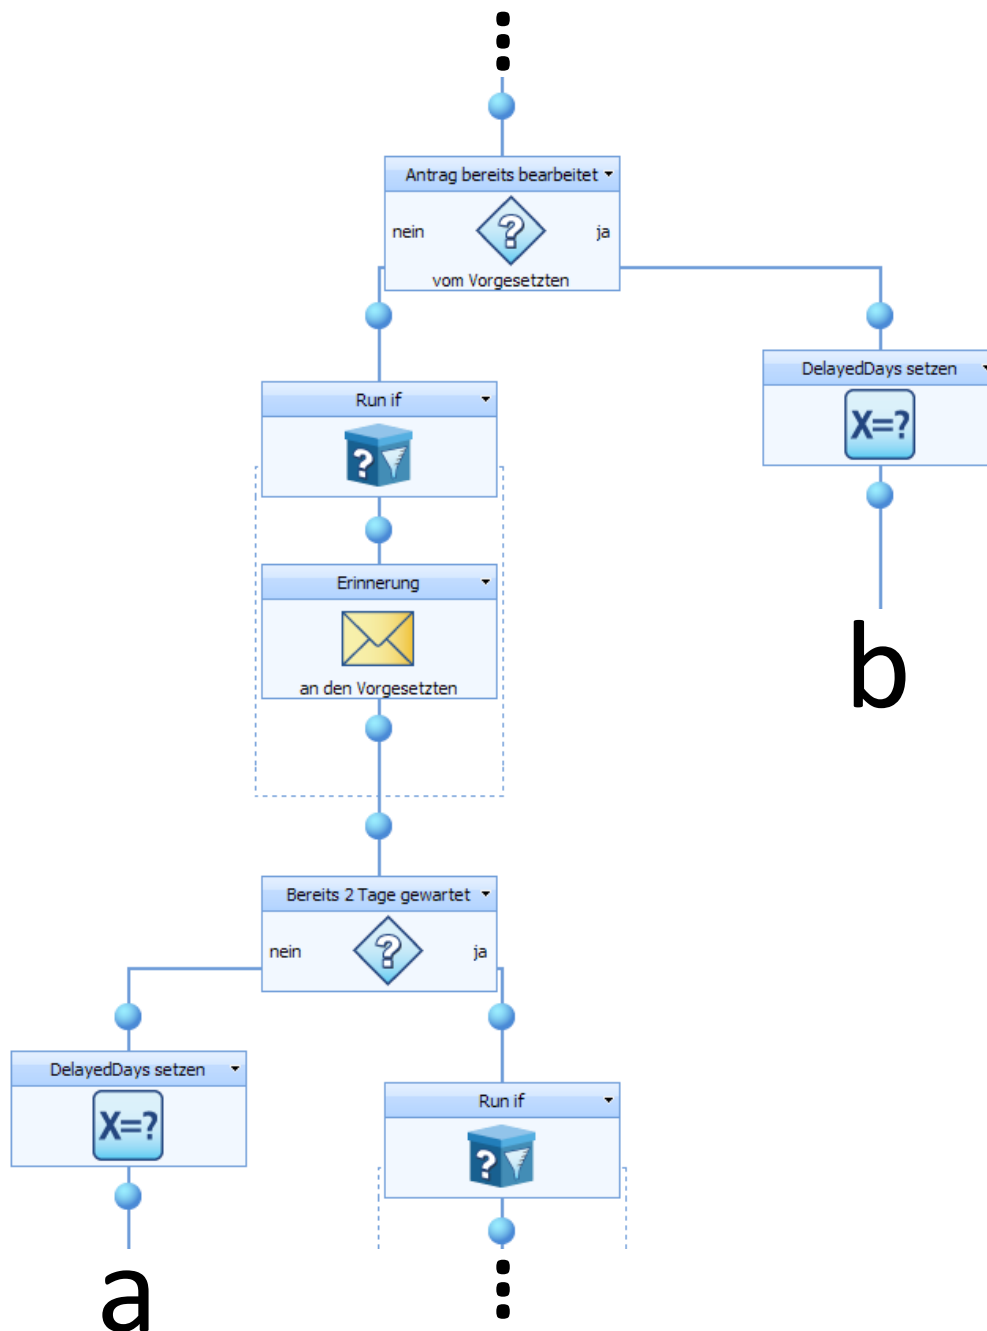 Antrag bereits bearbeitet
nein
?
ja
vom Vorgesetzten
DelayedDays setzen
X=?
Run if
?
Erinnerung
an den Vorgesetzten
b
Bereits 2 Tage gewartet
nein
?
ja
DelayedDays setzen
X=?
Run if
?
a